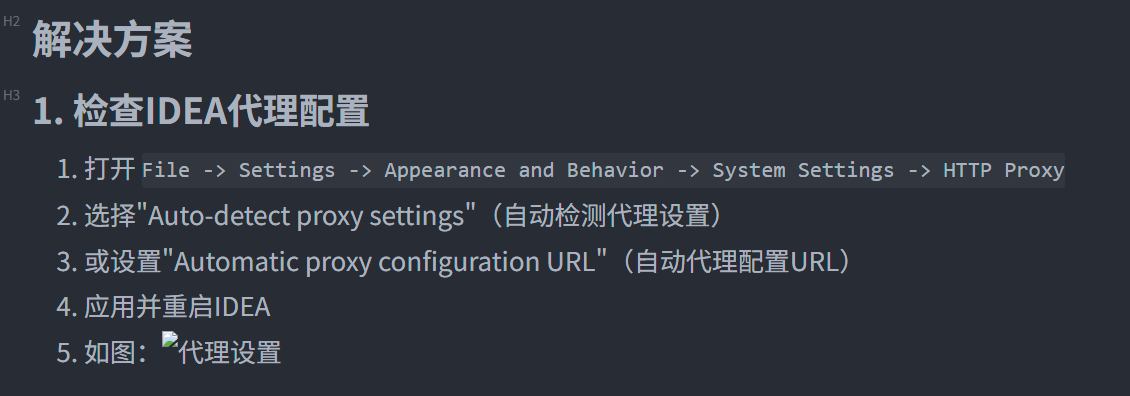 H2
解决方案
H3
1. 检查IDEA代理配置
1. 打开 File -> Settings -> Appearance and Behavior -> System Settings -> HTTP Proxy
2. 选择"Auto-detect proxy settings"（自动检测代理设置）
3. 或设置"Automatic proxy configuration URL"（自动代理配置URL）
4. 应用并重启IDEA
5. 如图：代理设置